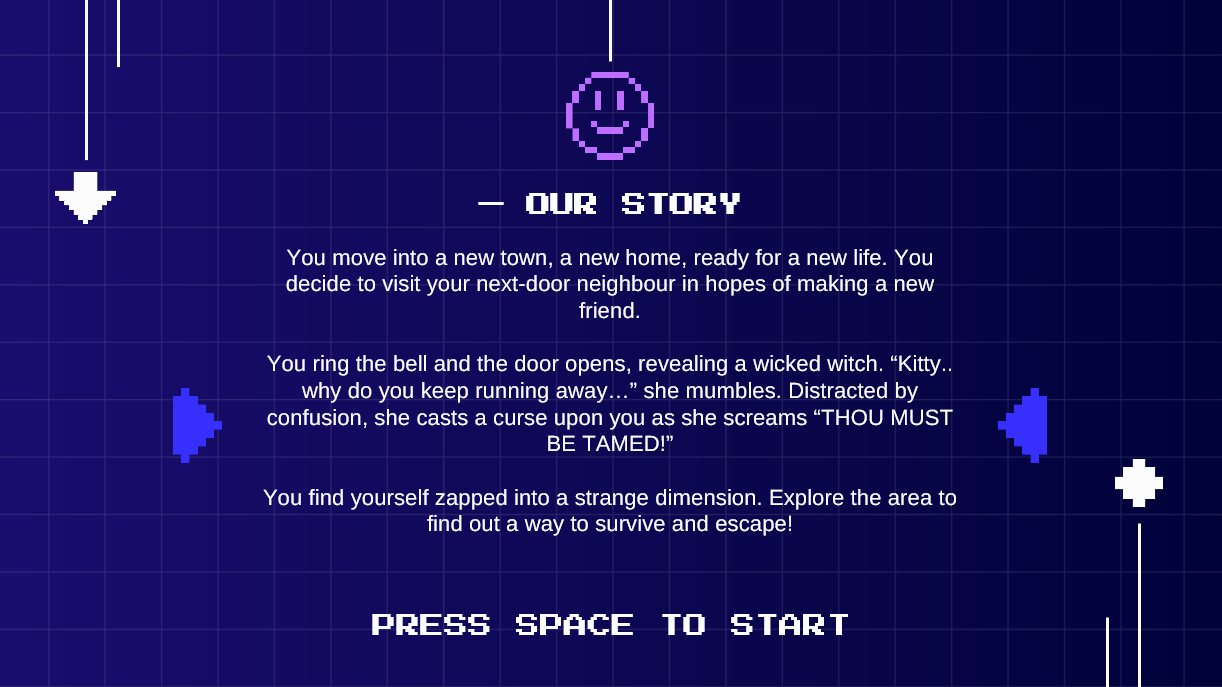 — OUR STORY
You move into a new town, a new home, ready for a new life. You
decide to visit your next-door neighbour in hopes of making a new
friend.
You ring the bell and the door opens, revealing a wicked witch. “Kitty..
why do you keep running away…” she mumbles. Distracted by
confusion, she casts a curse upon you as she screams “THOU MUST
BE TAMED!”
You find yourself zapped into a strange dimension. Explore the area to
find out a way to survive and escape!
PRESS SPACE TO START